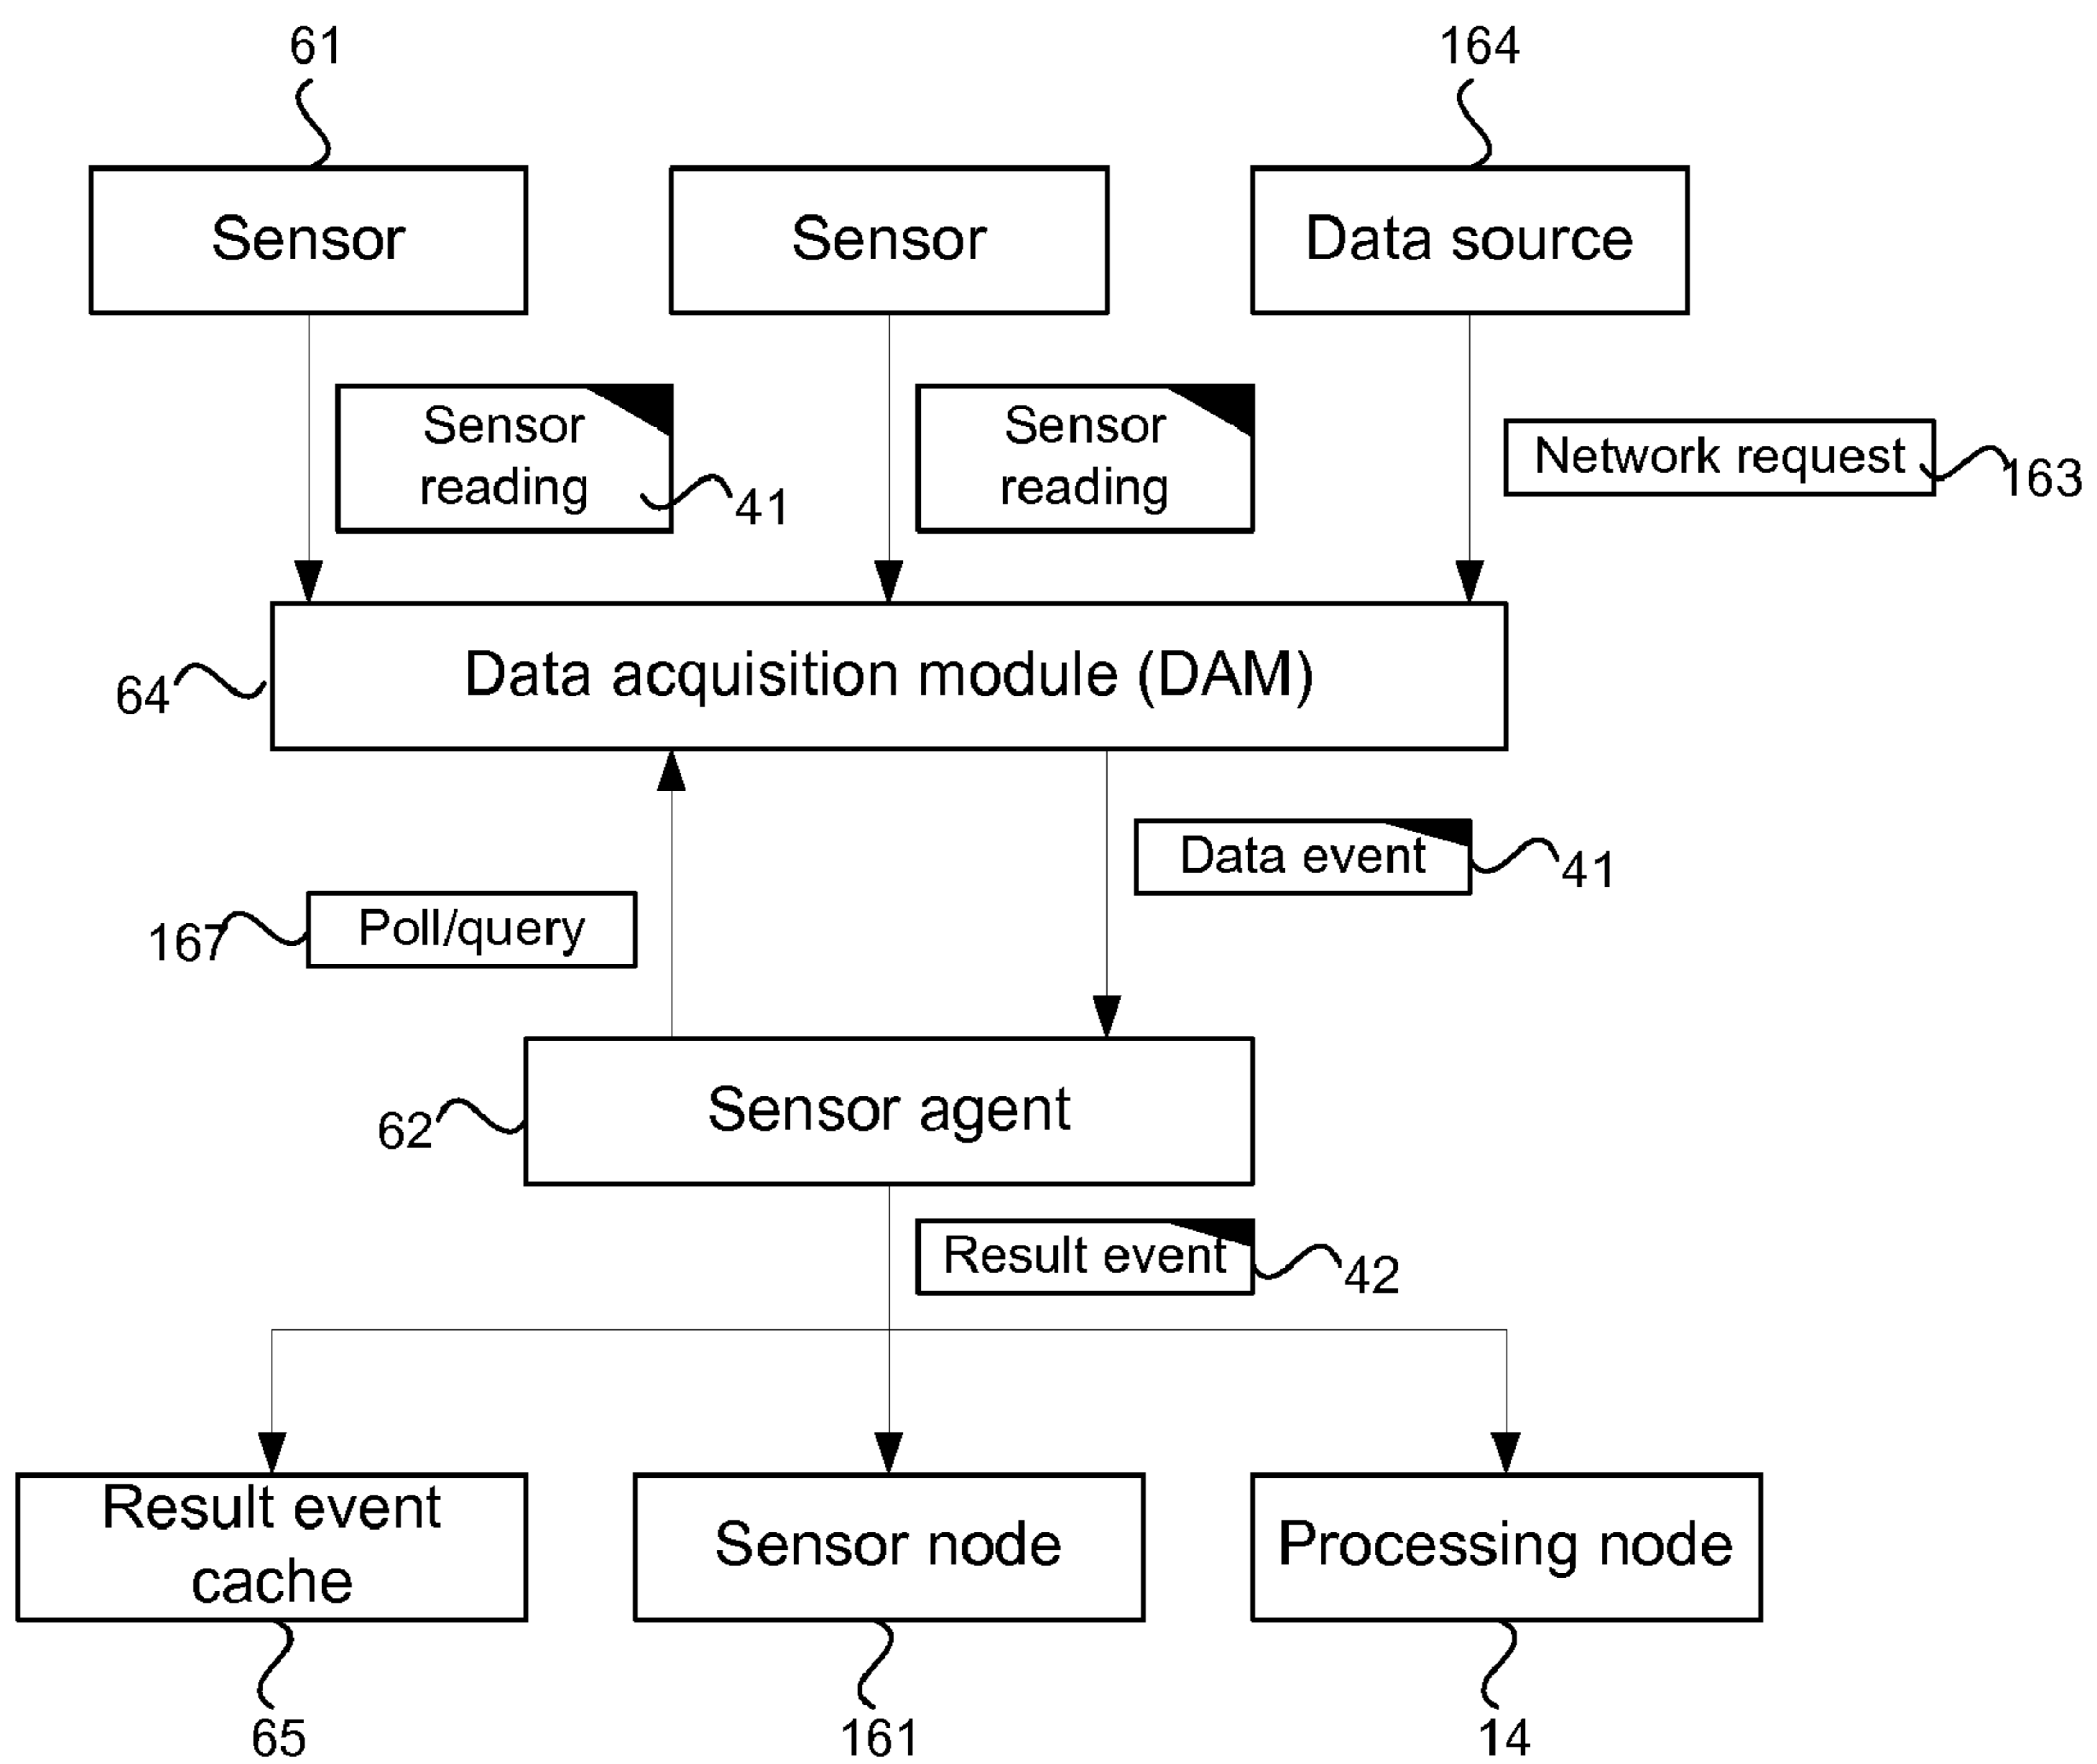 61
164
Sensor
Sensor
Data source
Sensor
reading
41
Sensor
reading
Network request
163
64
Data acquisition module (DAM)
Data event
41
167
Poll/query
62
Sensor agent
Result event
42
Result event
cache
Sensor node
Processing node
65
161
14